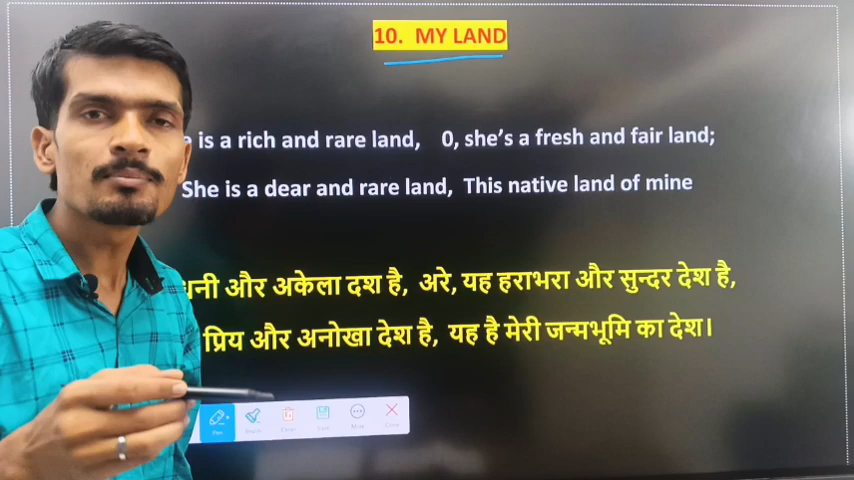 10. MY LAND
is a rich and rare land, 0, she's a fresh and fair land;
She is a dear and rare land, This native land of mine
और अकेला दश है, अरे, यह हराभरा और सुन्दर देश है,
प्रिय और अनोखा देश है, यह है मेरी जन्मभूमि का देश।
Pen Clear Save More Close